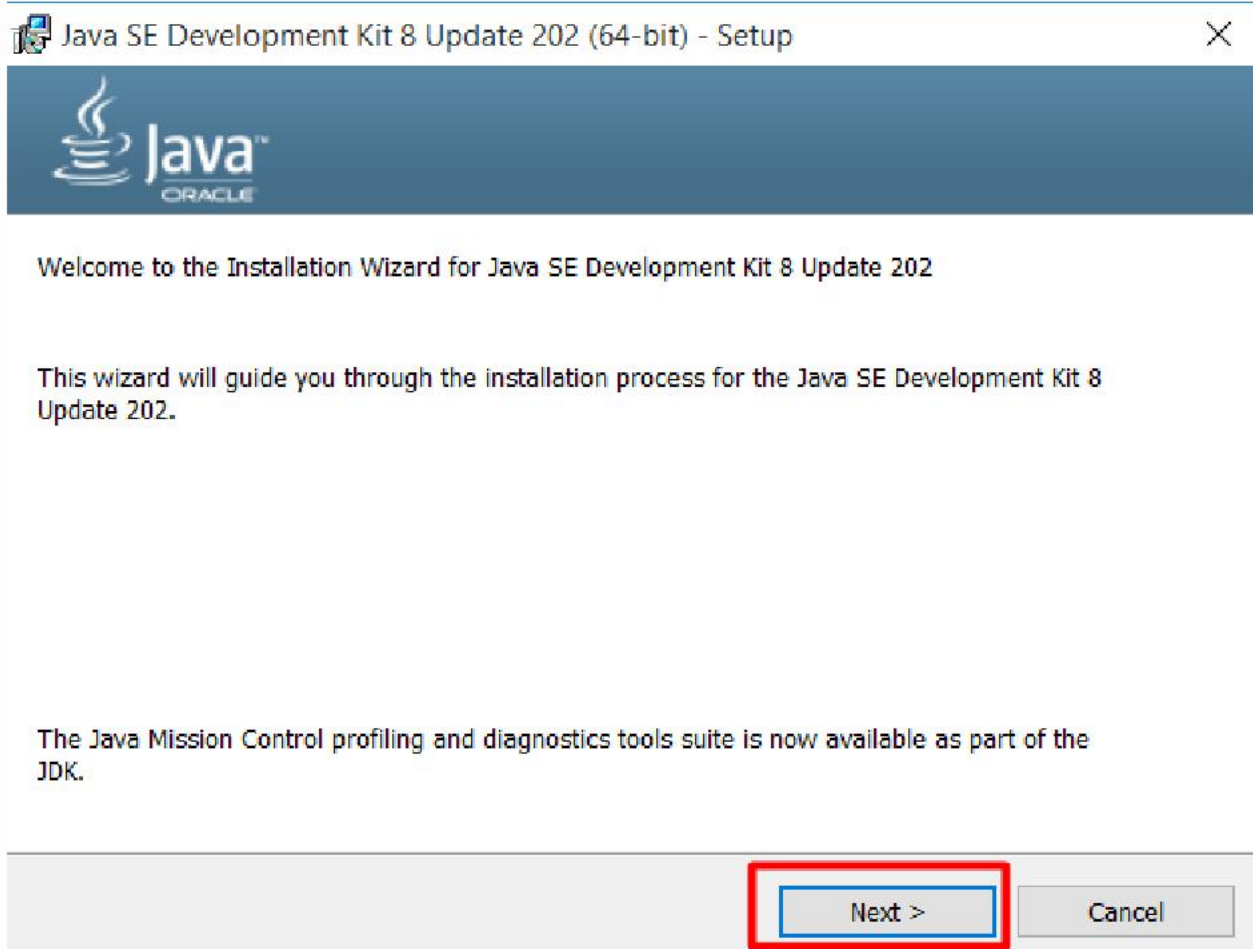 Java SE Development Kit 8 Update 202 (64-bit) - Setup
Java™
ORACLE
Welcome to the Installation Wizard for Java SE Development Kit 8 Update 202
This wizard will guide you through the installation process for the Java SE Development Kit 8
Update 202.
The Java Mission Control profiling and diagnostics tools suite is now available as part of the
JDK.
Next >
Cancel